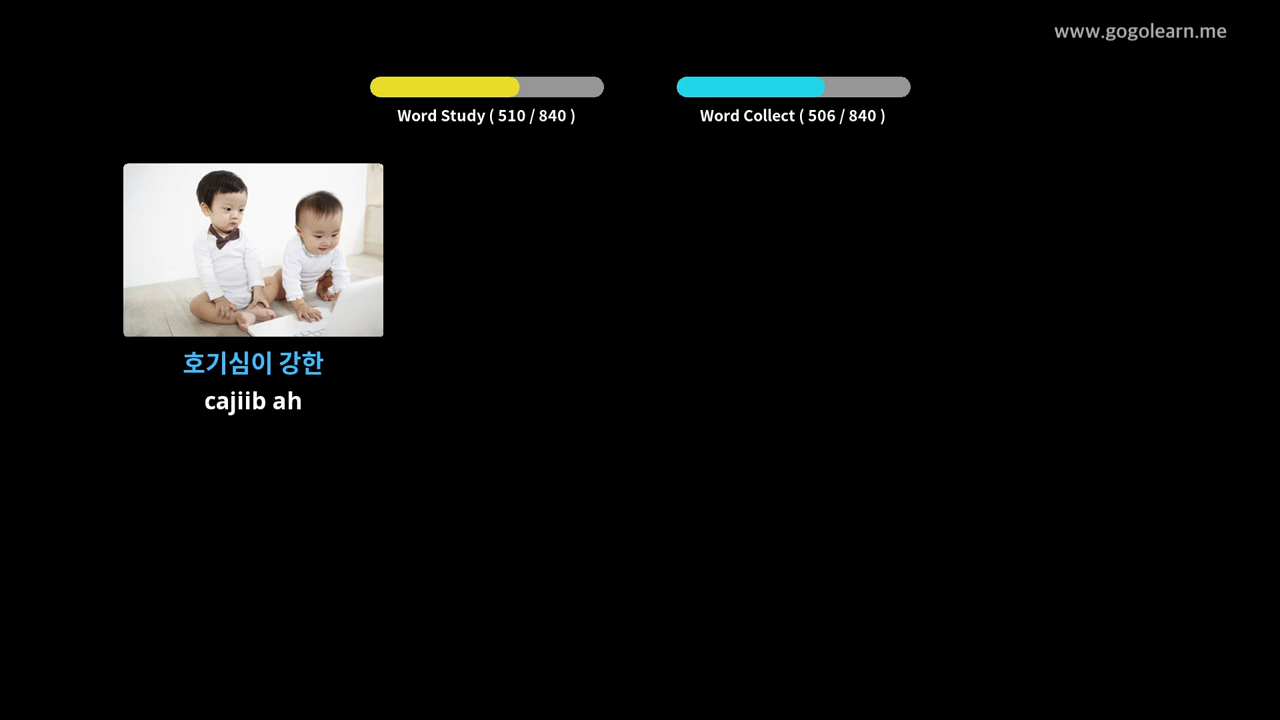 www.gogolearn.me
Word Study ( 510 / 840 )
Word Collect ( 506 / 840 )
호기심이 강한
cajiib ah